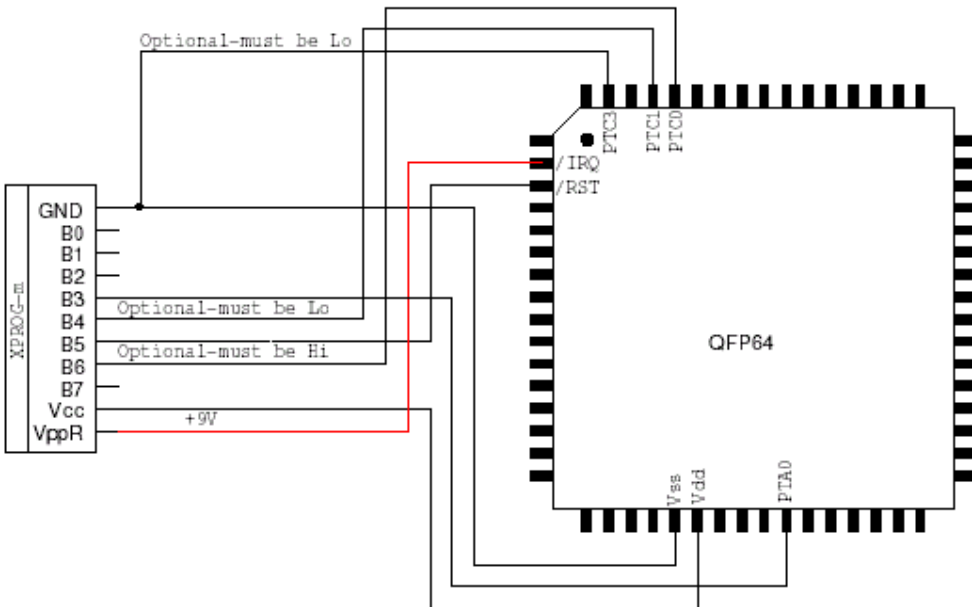 Optional-must be Lo
PTC3
PTC1
PTC0
/IRQ
/RST
XPROG-m
GND
B0
B1
B2
B3
Optional-must be Lo
B4
B5
Optional-must be Hi
B6
B7
Vcc
+9V
VppR
QFP64
Vss
Vdd
PTA0